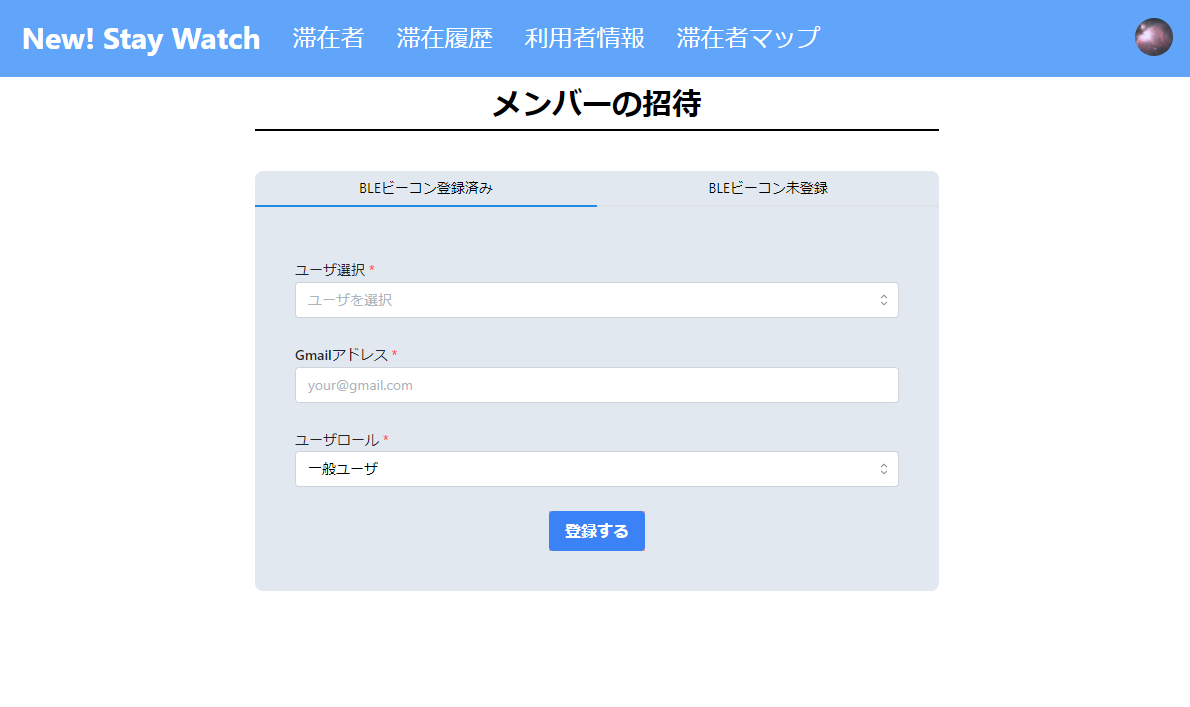 New! Stay Watch 滞在者 滞在履歴 利用者情報 滞在者マップ
メンバーの招待
BLEビーコン登録済み BLEビーコン未登録
ユーザ選択 *
ユーザを選択
Gmailアドレス *
your@gmail.com
ユーザロール *
一般ユーザ
登録する